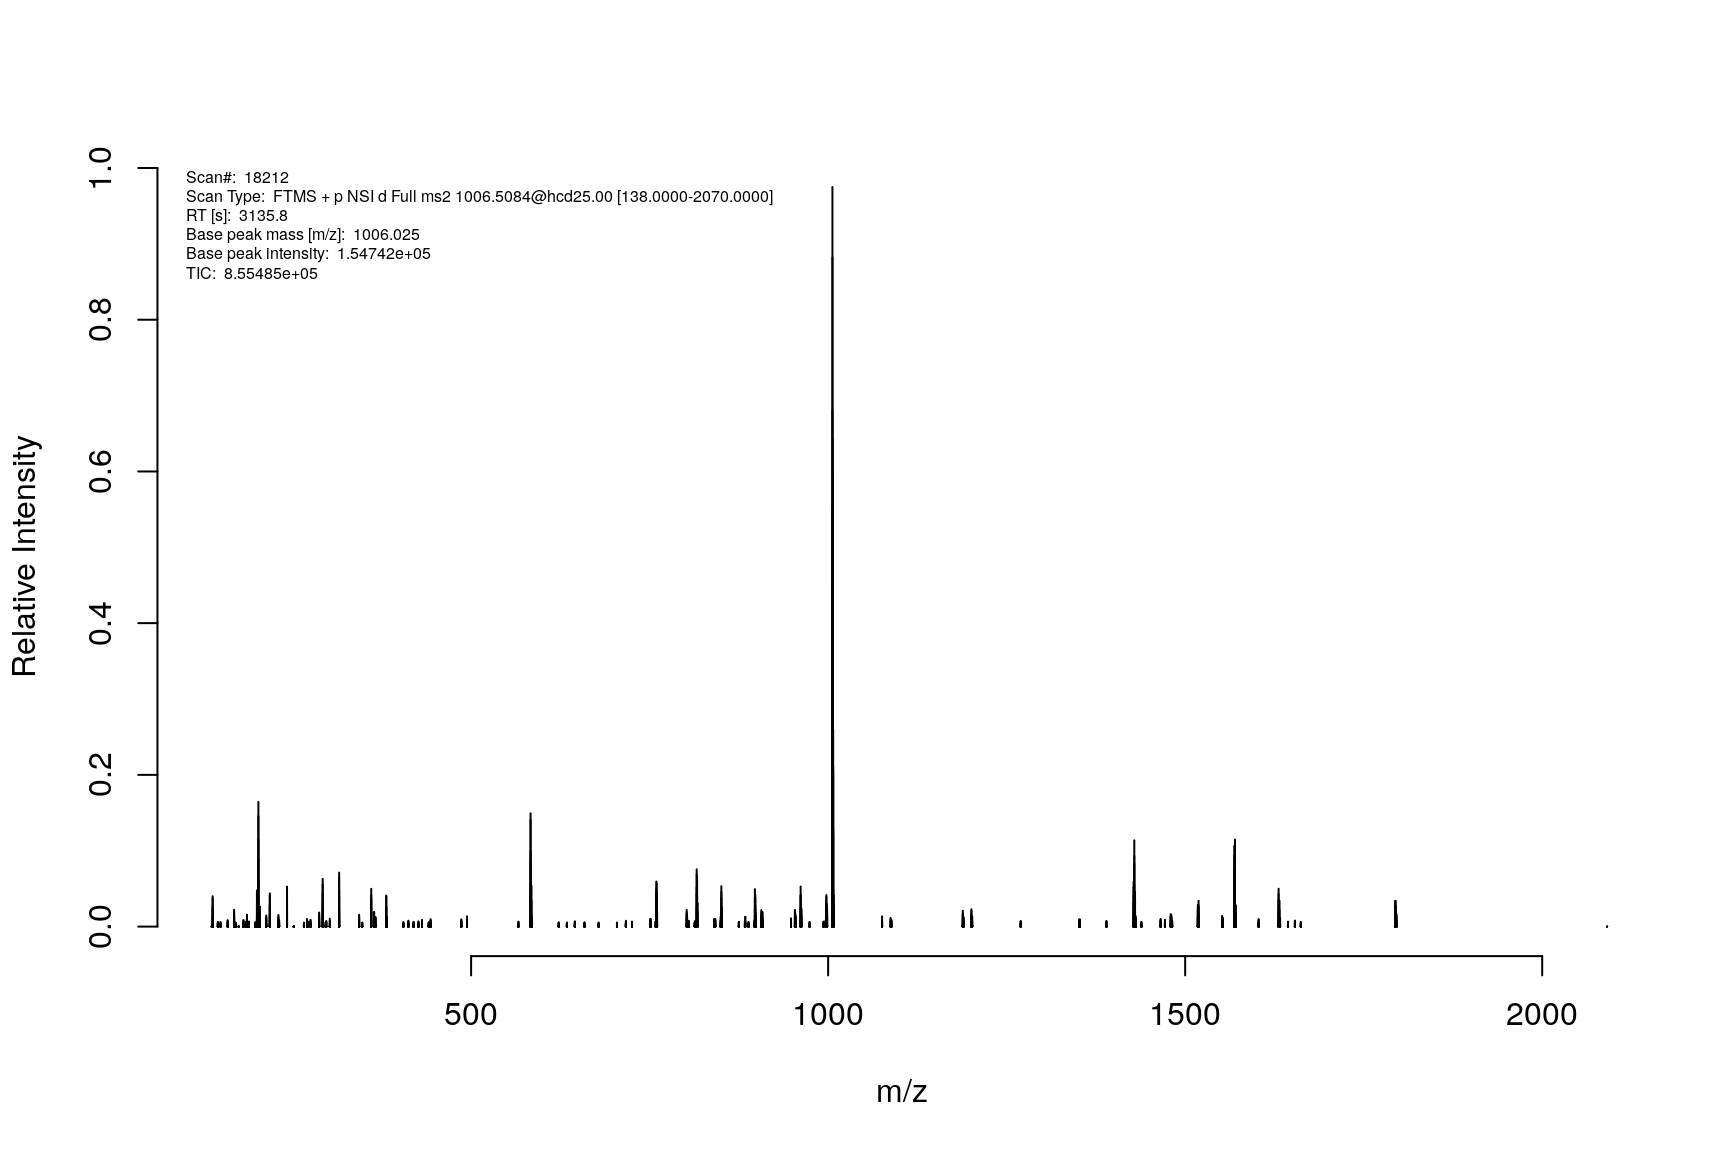 Scan#: 18212
Scan Type: FTMS + p NSI d Full ms2 1006.5084@hcd25.00 [138.0000-2070.0000]
RT [s]: 3135.8
Base peak mass [m/z]: 1006.025
Base peak intensity: 1.54742e+05
TIC: 8.55485e+05
1.0
0.8
0.6
0.4
0.2
0.0
Relative Intensity
500 1000 1500 2000
m/z